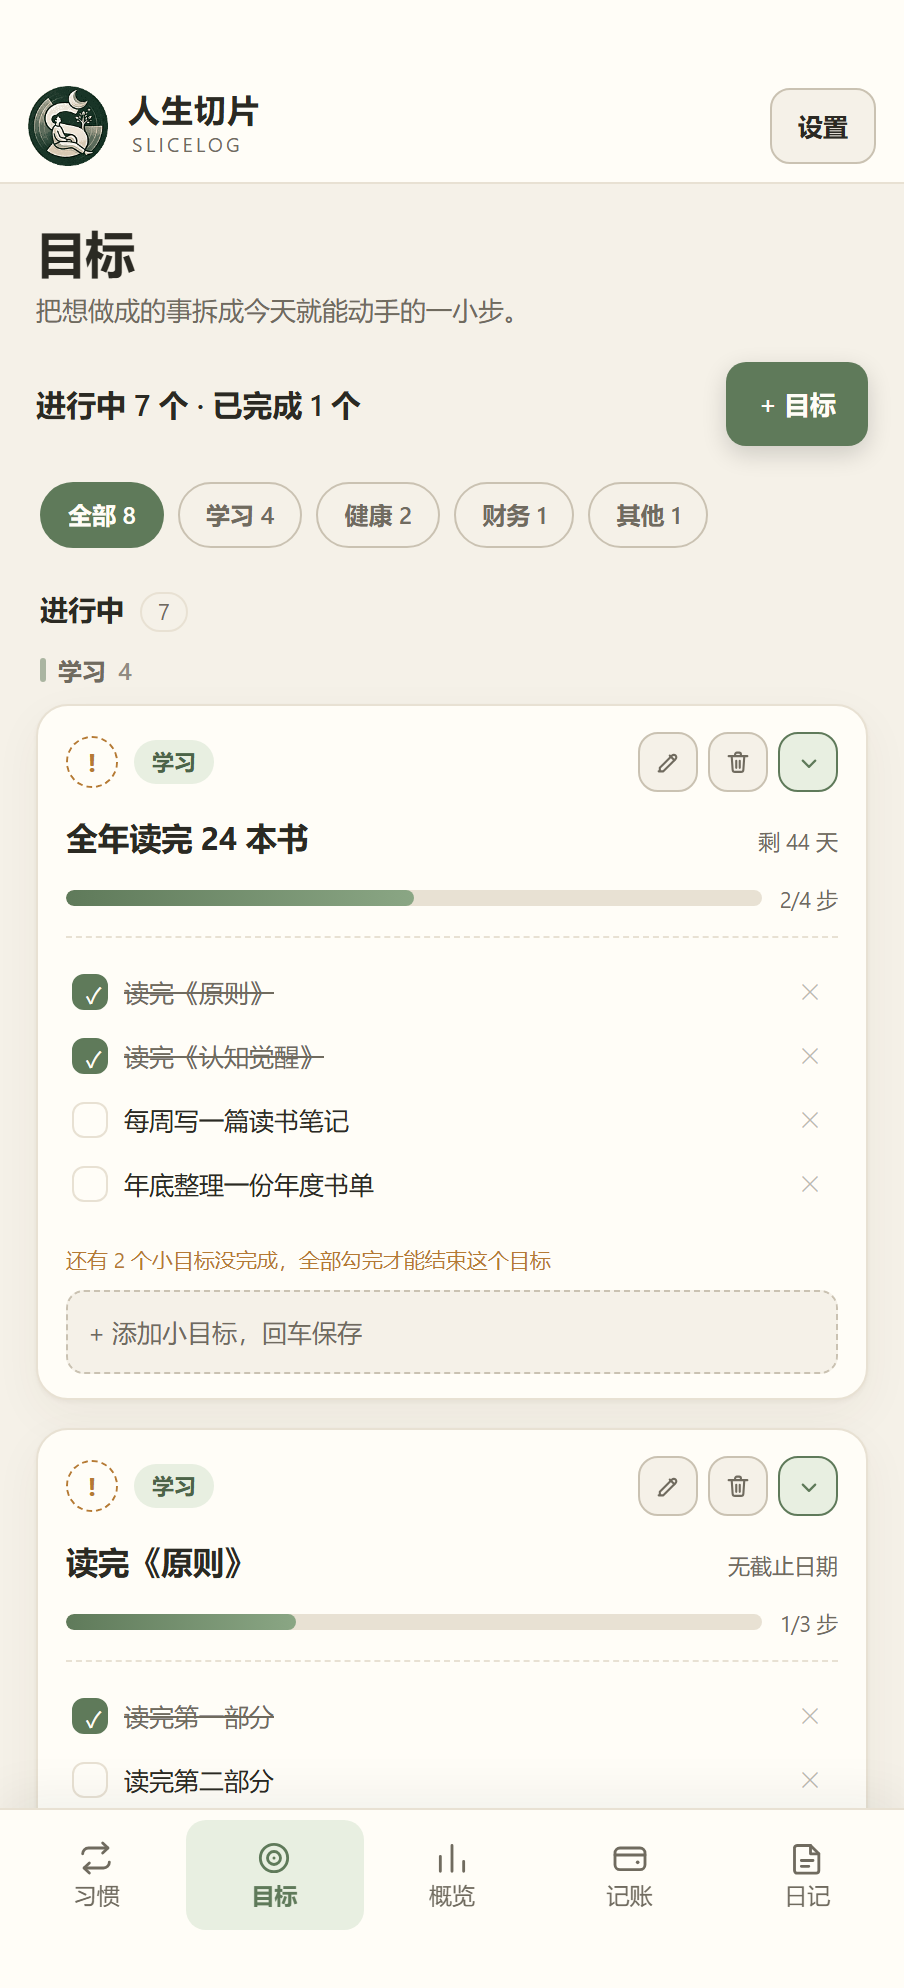 人生切片
SLICELOG
设置
目标
把想做成的事拆成今天就能动手的一小步。
进行中 7 个 · 已完成 1 个
+ 目标
全部 8
学习 4
健康 2
财务 1
其他 1
进行中 7
学习 4
! 学习
全年读完 24 本书
剩 44 天
2/4 步
读完《原则》
读完《认知觉醒》
每周写一篇读书笔记
年底整理一份年度书单
还有 2 个小目标没完成，全部勾完才能结束这个目标
+ 添加小目标，回车保存
! 学习
读完《原则》
无截止日期
1/3 步
读完第一部分
读完第二部分
习惯
目标
概览
记账
日记